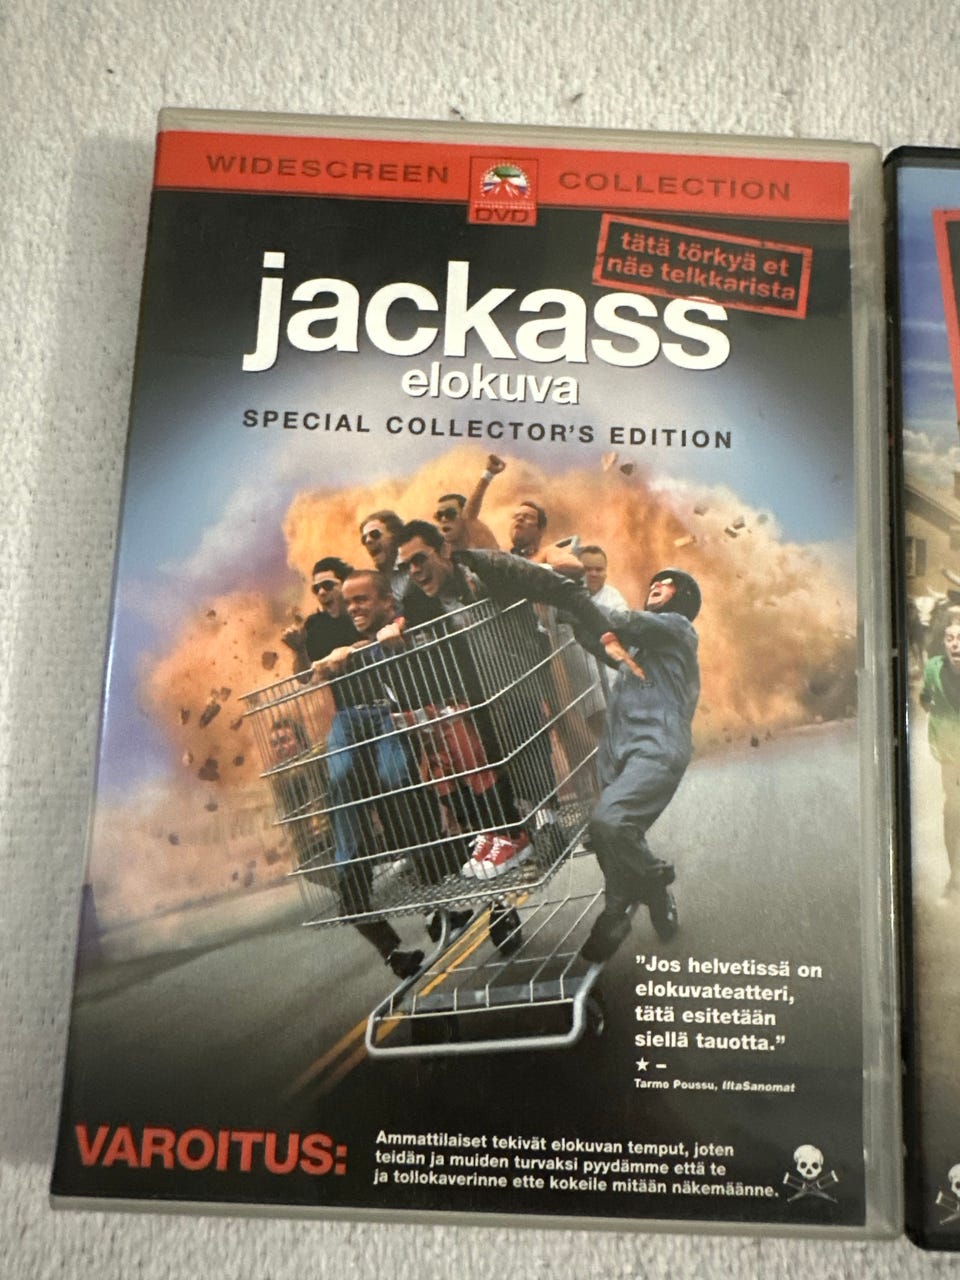 WIDESCREEN COLLECTION
DVD
tätä törkyä et
näe telkkarista
jackass
elokuva
SPECIAL COLLECTOR'S EDITION
"Jos helvetissä on
elokuvateatteri,
tätä esitetään
siellä tauotta."
★ –
Tarmo Poussu, IltaSanomat
VAROITUS:
Ammattilaiset tekivät elokuvan temput, joten
teidän ja muiden turvaksi pyydämme että te
ja tollokaverinne ette kokeile mitään näkemäänne.